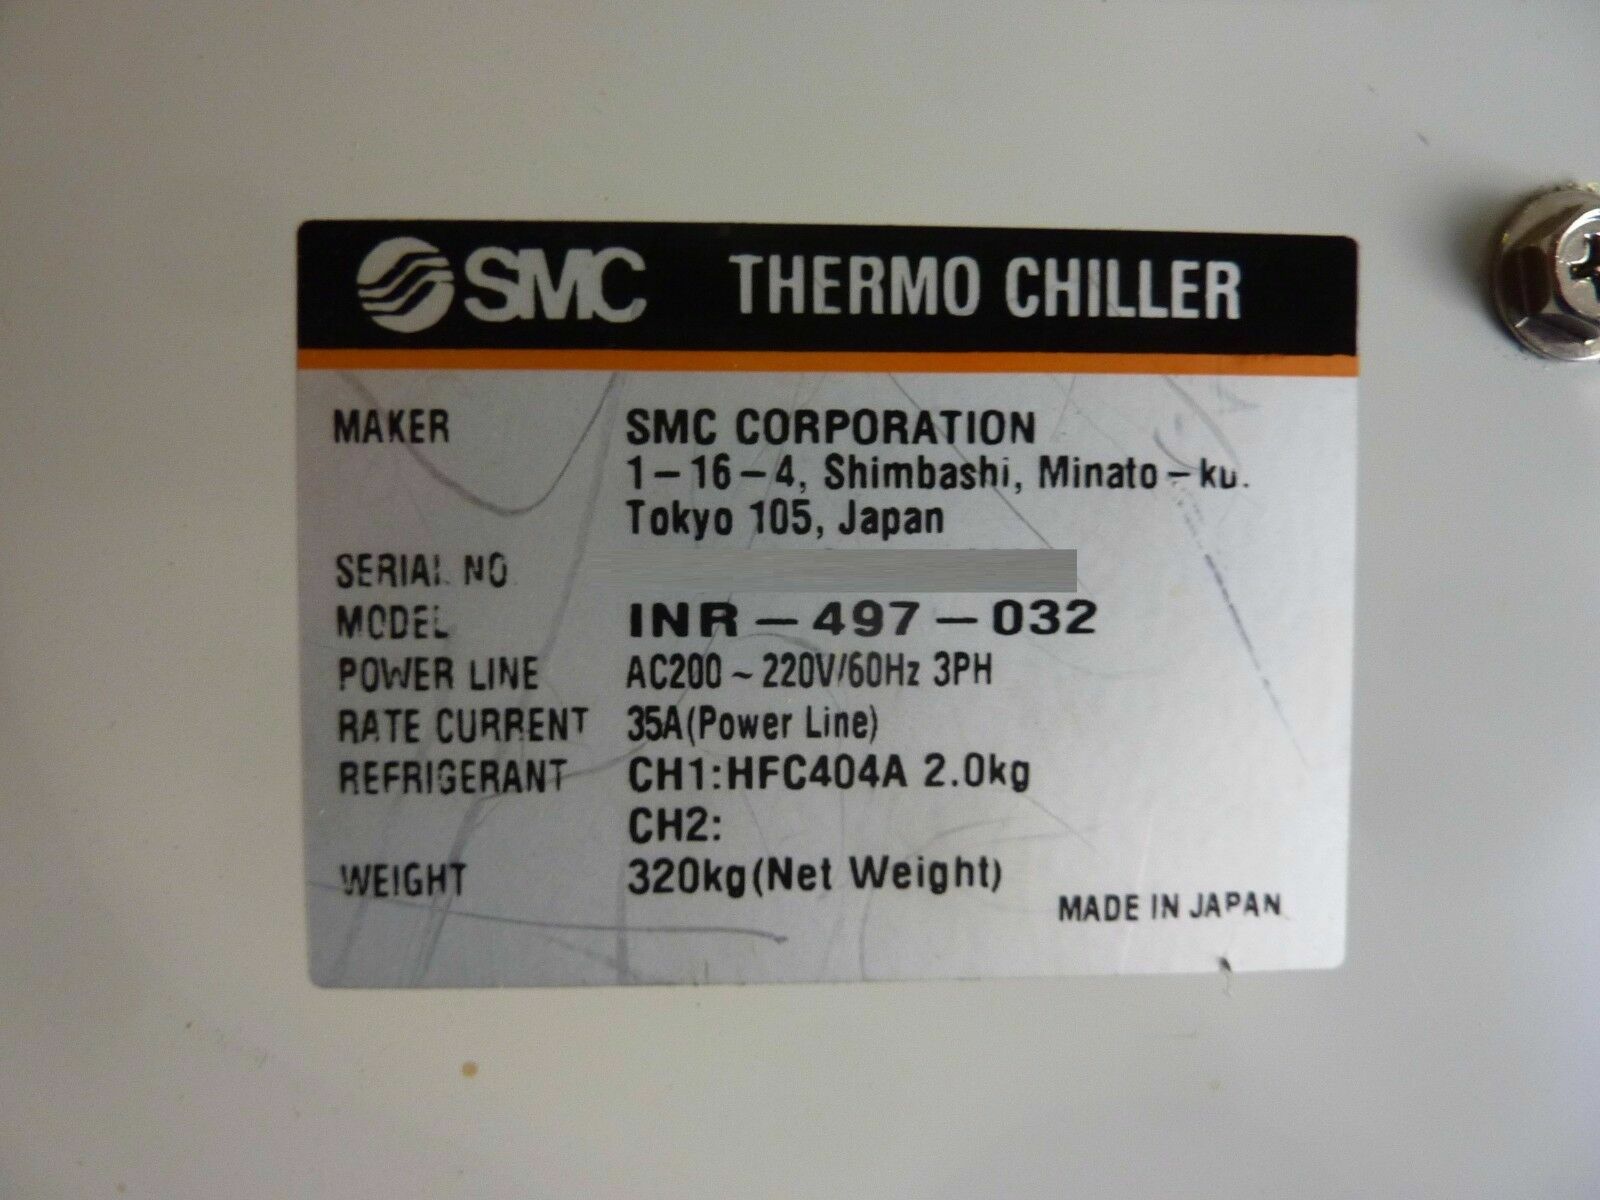 SMC THERMO CHILLER
MAKER SMC CORPORATION
1-16-4, Shimbashi, Minato-ku.
Tokyo 105, Japan
SERIAL NO.
MODEL INR-497-032
POWER LINE AC200~220V/60Hz 3PH
RATE CURRENT 35A(Power Line)
REFRIGERANT CH1:HFC404A 2.0kg
CH2:
WEIGHT 320kg(Net Weight)
MADE IN JAPAN